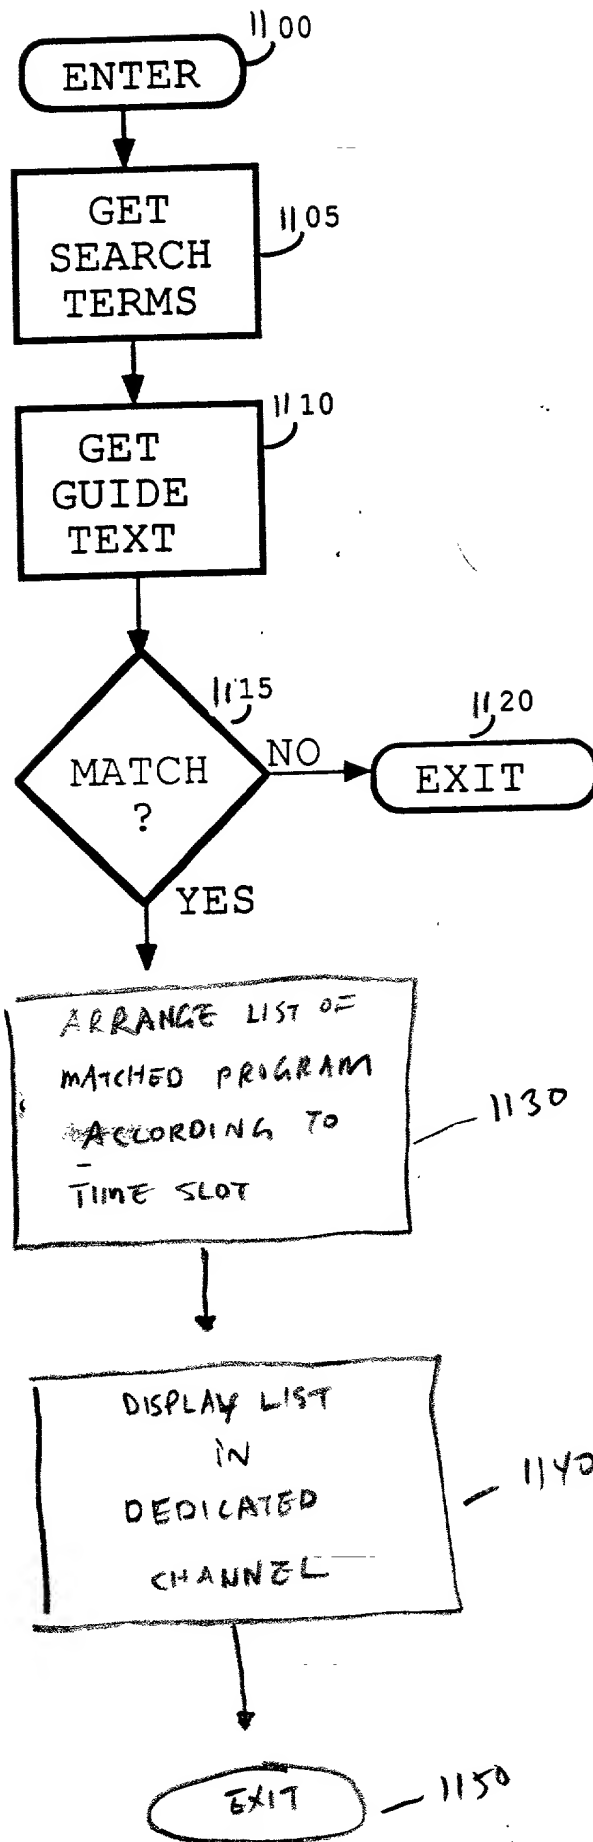 1100
ENTER
GET
SEARCH
TERMS
1105
1110
GET
GUIDE
TEXT
1115
MATCH
?
NO
1120
EXIT
YES
ARRANGE LIST OF
MATCHED PROGRAM
ACCORDING TO
TIME SLOT
1130
DISPLAY LIST
IN
DEDICATED
CHANNEL
1140
EXIT
1150